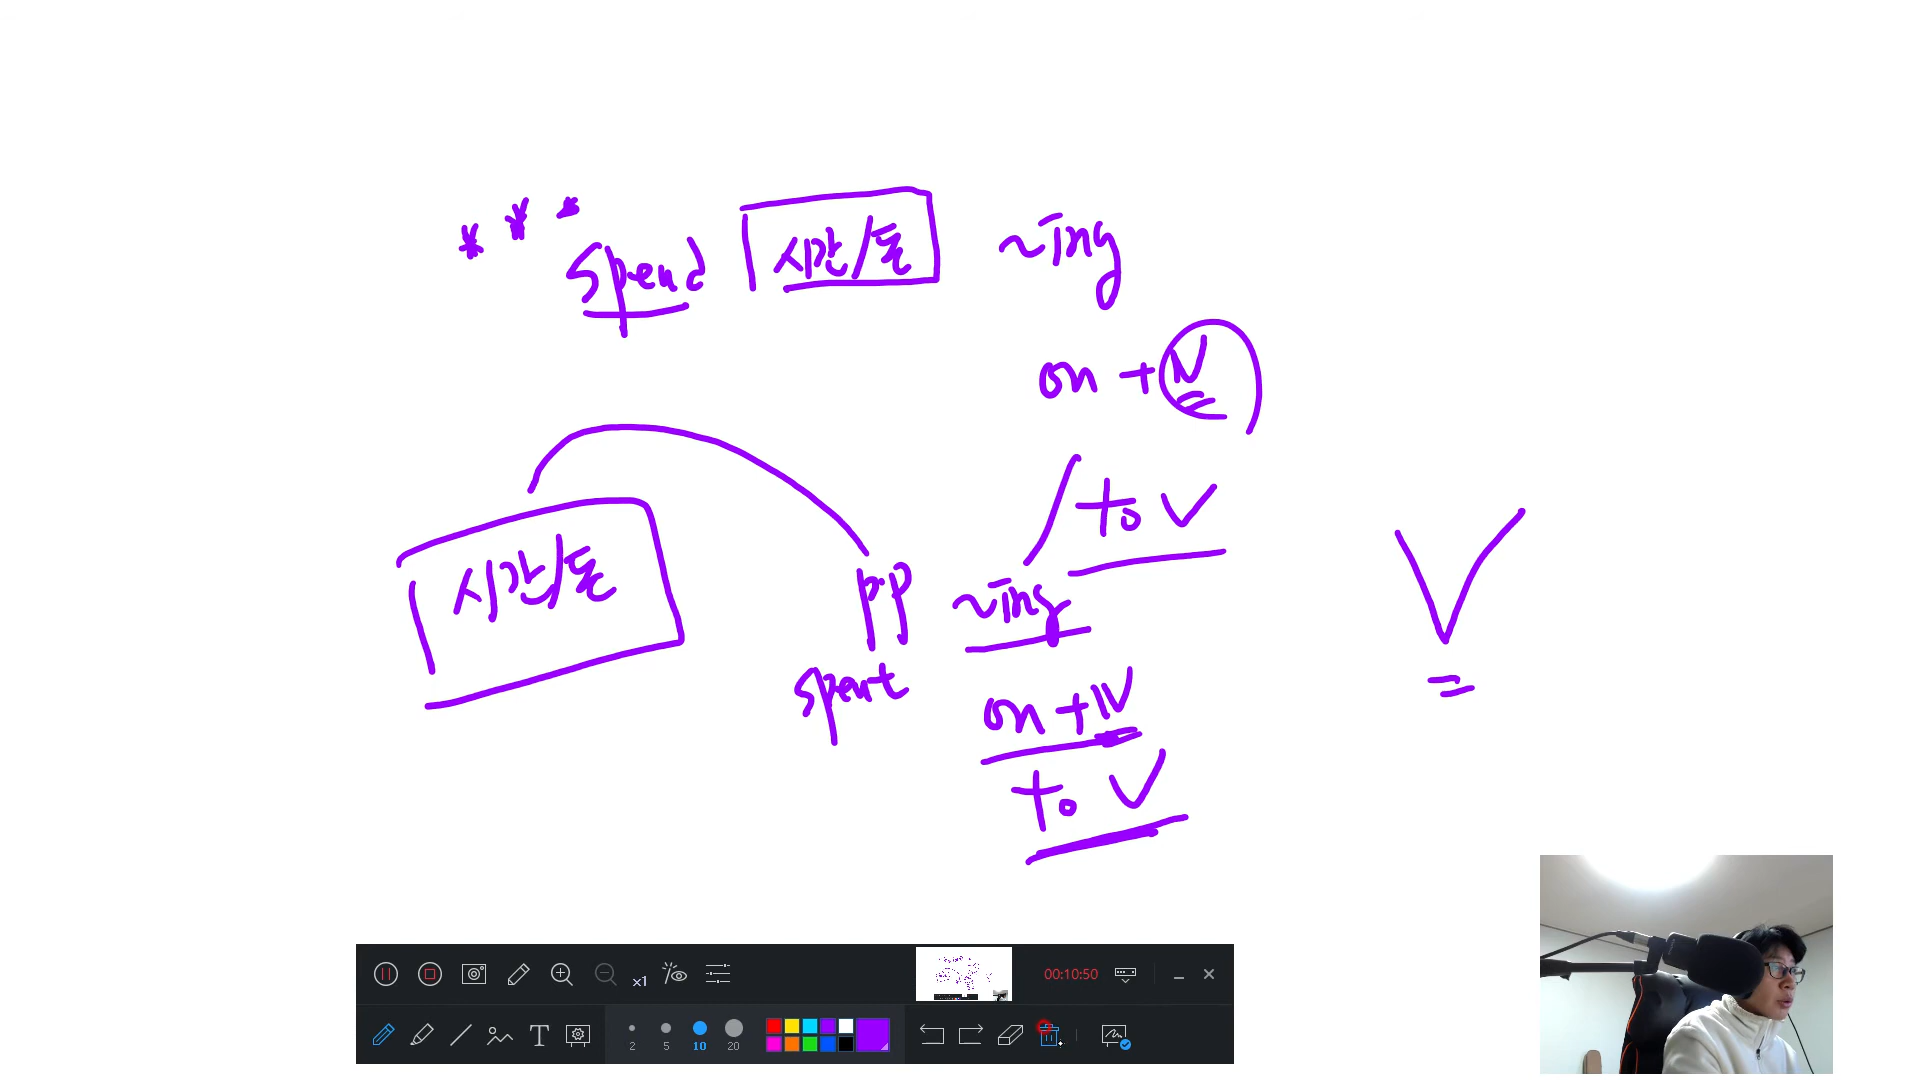 *** spend 시간/돈 ~ing
on + N
/ to V
시간/돈 pp ~ing
spent
on + N
to V
V
x1
00:10:50
T
2 5 10 20